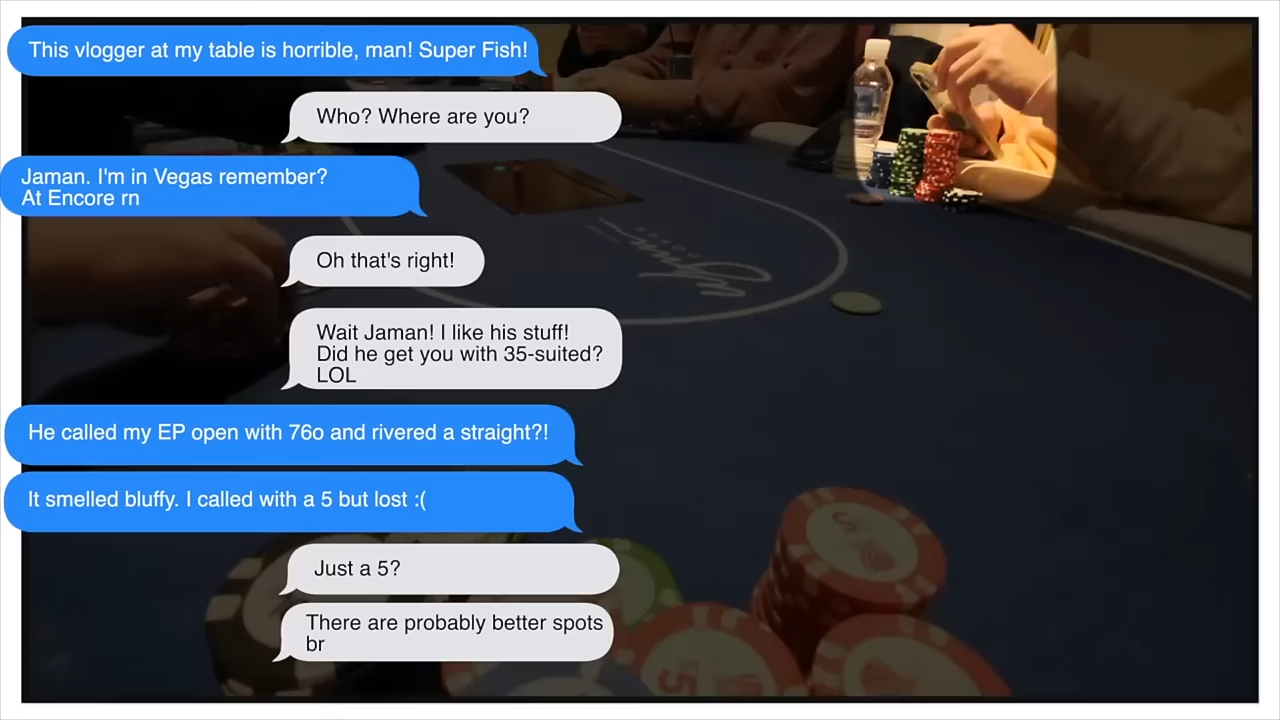 This vlogger at my table is horrible, man! Super Fish!
Who? Where are you?
Jaman. I'm in Vegas remember?
At Encore rn
Oh that's right!
Wait Jaman! I like his stuff!
Did he get you with 35-suited?
LOL
He called my EP open with 76o and rivered a straight?!
It smelled bluffy. I called with a 5 but lost :(
Just a 5?
There are probably better spots
br
5
5